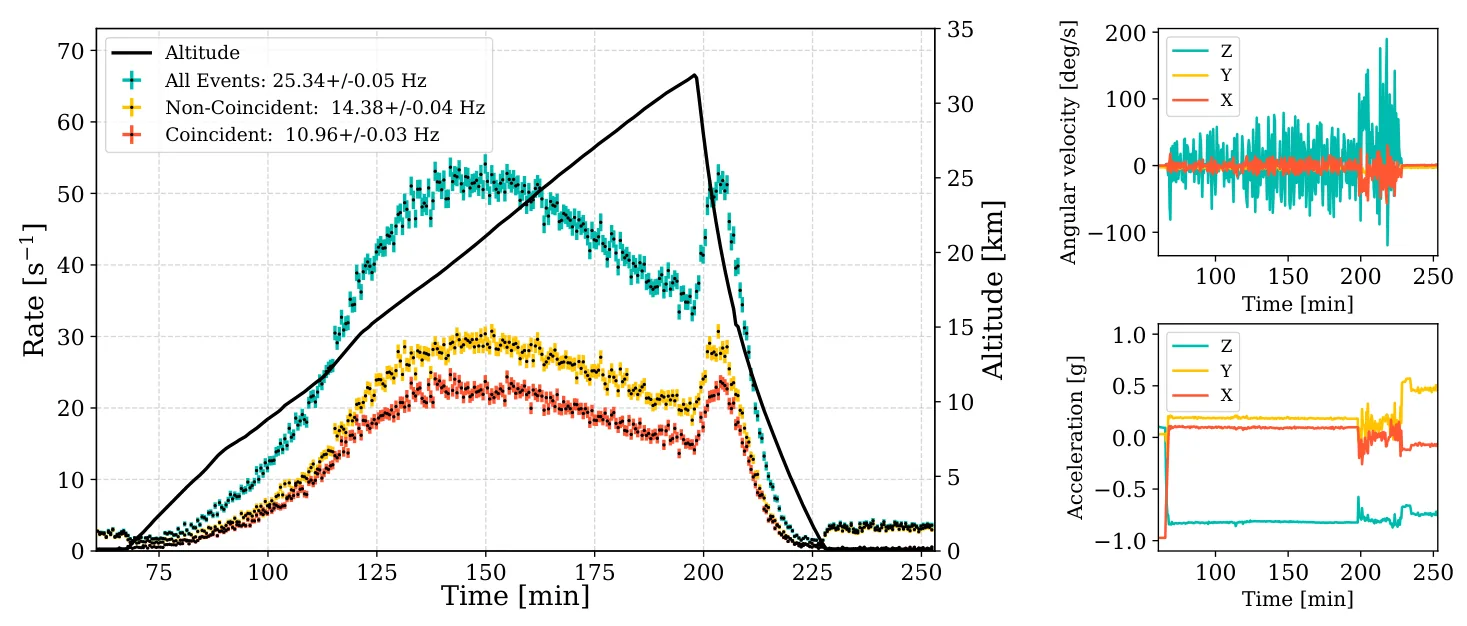 Altitude
All Events: 25.34+/-0.05 Hz
Non-Coincident:  14.38+/-0.04 Hz
Coincident:  10.96+/-0.03 Hz
Rate [s⁻¹]
70
60
50
40
30
20
10
0
75
100
125
150
175
200
225
250
Time [min]
35
30
25
20
15
10
5
0
Altitude [km]
Angular velocity [deg/s]
200
100
0
−100
Z
Y
X
100
150
200
250
Time [min]
Acceleration [g]
1.0
0.5
0.0
−0.5
−1.0
Z
Y
X
100
150
200
250
Time [min]